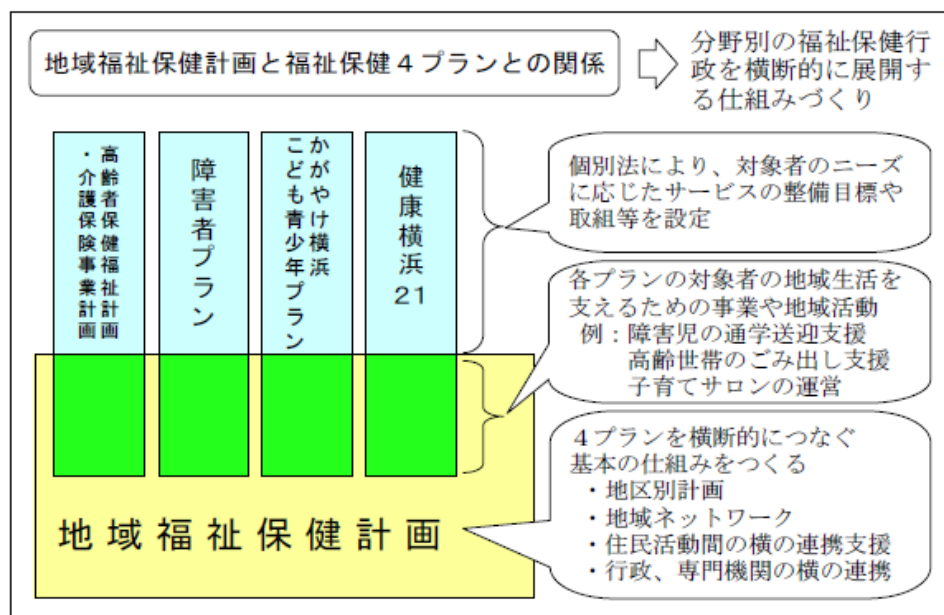 地域福祉保健計画と福祉保健４プランとの関係
分野別の福祉保健行
政を横断的に展開す
る仕組みづくり
高齢者保健福祉計画
・介護保険事業計画
障害者プラン
かがやけ横浜
こども青少年プラン
健康横浜21
個別法により、対象者のニーズ
に応じたサービスの整備目標や
取組等を設定
各プランの対象者の地域生活を
支えるための事業や地域活動
例：障害児の通学送迎支援
高齢世帯のごみ出し支援
子育てサロンの運営
４プランを横断的につなぐ
基本の仕組みをつくる
・地区別計画
・地域ネットワーク
・住民活動間の横の連携支援
・行政、専門機関の横の連携
地域福祉保健計画